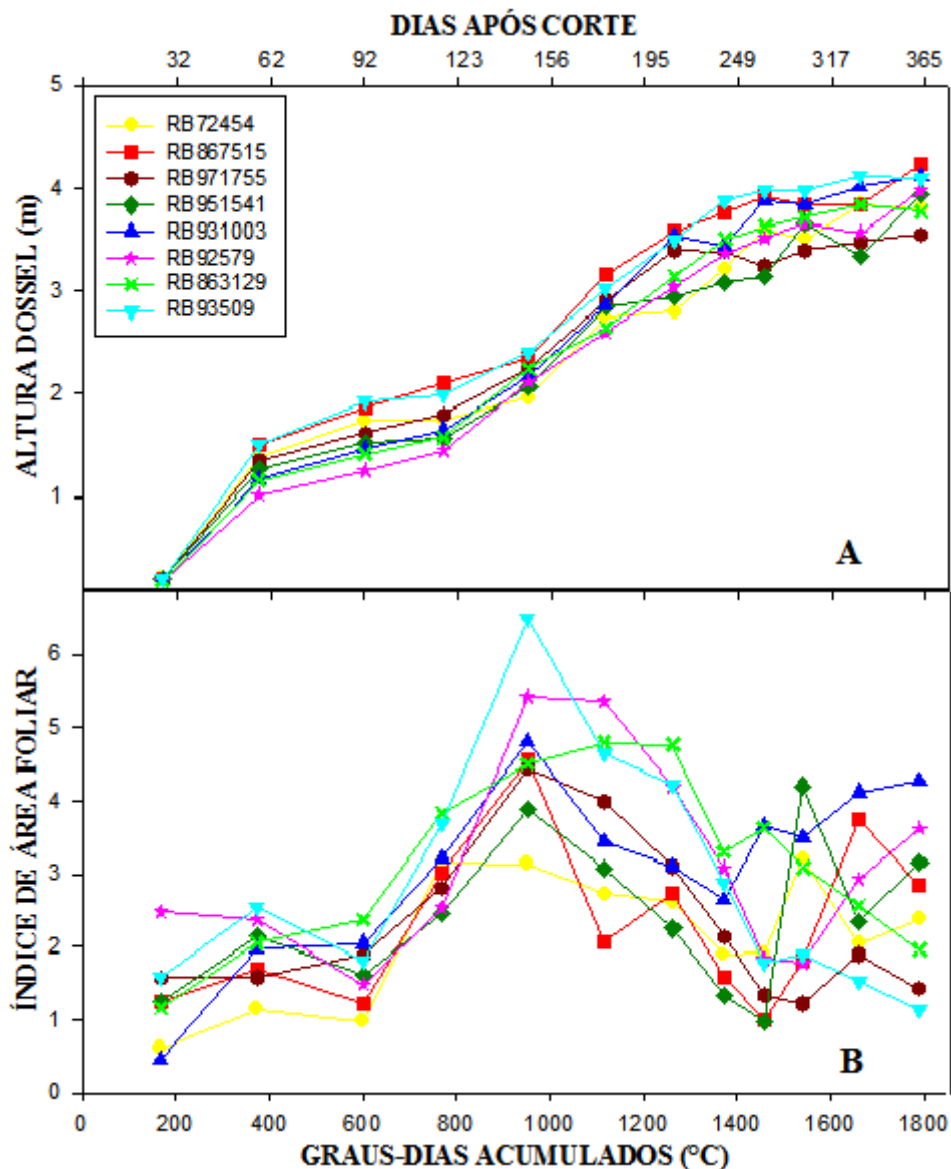 DIAS APÓS CORTE
32 62 92 123 156 195 249 317 365
5
4
3
2
1
ALTURA DOSSEL (m)
RB72454
RB867515
RB971755
RB951541
RB931003
RB92579
RB863129
RB93509
A
6
5
4
3
2
1
0
ÍNDICE DE ÁREA FOLIAR
B
0 200 400 600 800 1000 1200 1400 1600 1800
GRAUS-DIAS ACUMULADOS (°C)